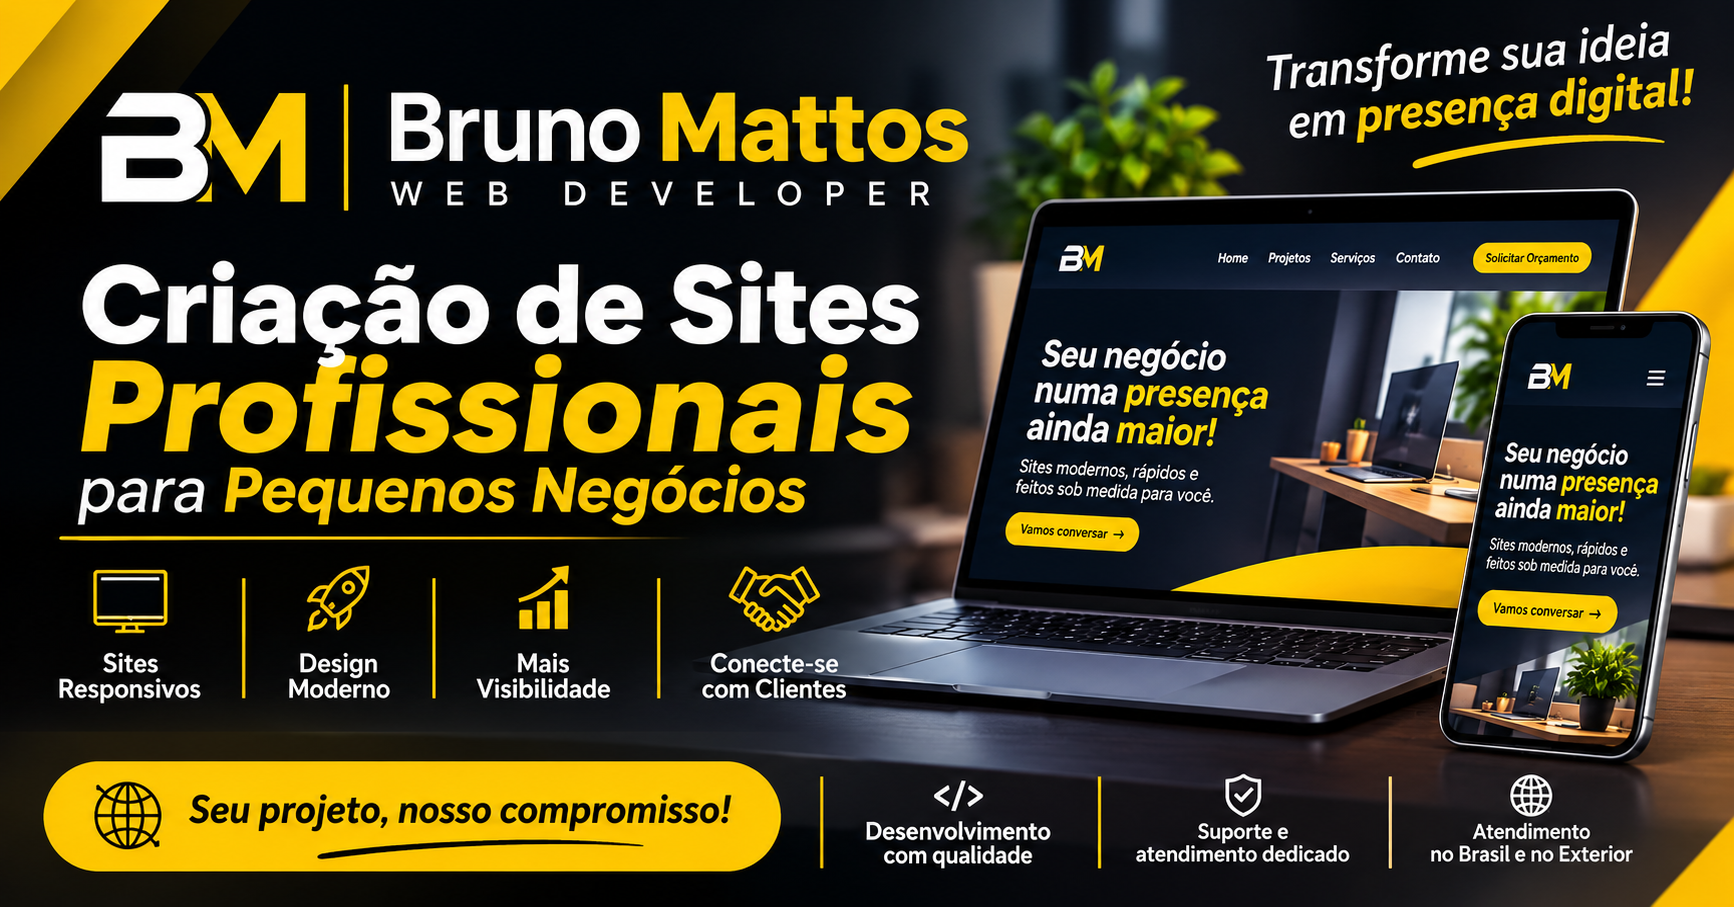 BM
Bruno Mattos
WEB DEVELOPER
Transforme sua ideia
em presença digital!
Criação de Sites
Profissionais
para Pequenos Negócios
Sites
Responsivos
Design
Moderno
Mais
Visibilidade
Conecte-se
com Clientes
BM
Home Projetos Serviços Contato Solicitar Orçamento
Seu negócio
numa presença
ainda maior!
Sites modernos, rápidos e
feitos sob medida para você.
Vamos conversar →
BM
Seu negócio
numa presença
ainda maior!
Sites modernos, rápidos e
feitos sob medida para você.
Vamos conversar →
Seu projeto, nosso compromisso!
</>
Desenvolvimento
com qualidade
Suporte e
atendimento dedicado
Atendimento
no Brasil e no Exterior